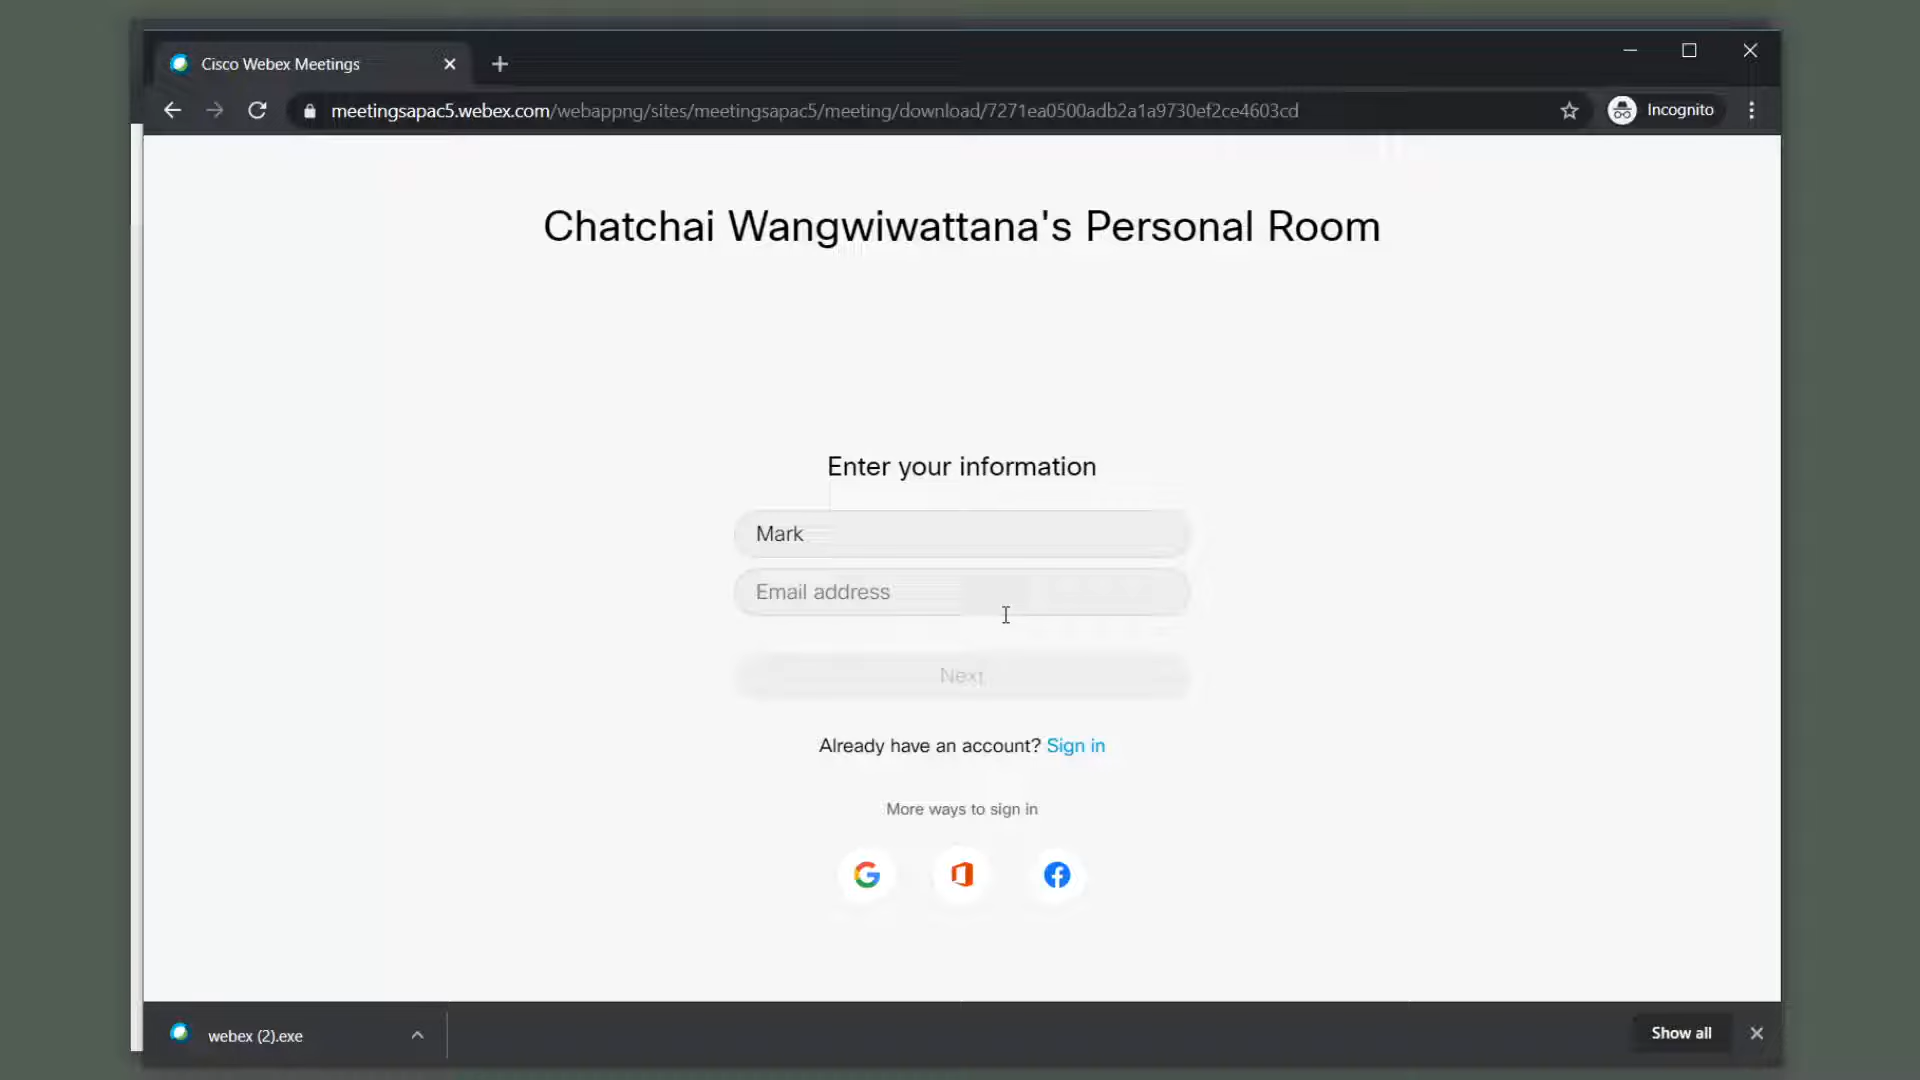 Cisco Webex Meetings
meetingsapac5.webex.com/webappng/sites/meetingsapac5/meeting/download/7271ea0500adb2a1a9730ef2ce4603cd
Incognito
Chatchai Wangwiwattana's Personal Room
Enter your information
Mark
Email address
Next
Already have an account? Sign in
More ways to sign in
webex (2).exe
Show all